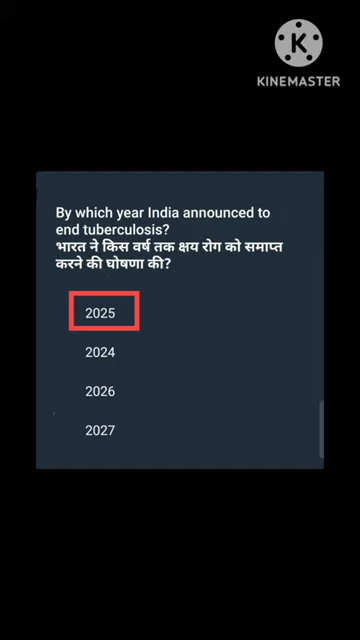 K
KINEMASTER
By which year India announced to
end tuberculosis?
भारत ने किस वर्ष तक क्षय रोग को समाप्त
करने की घोषणा की?
2025
2024
2026
2027